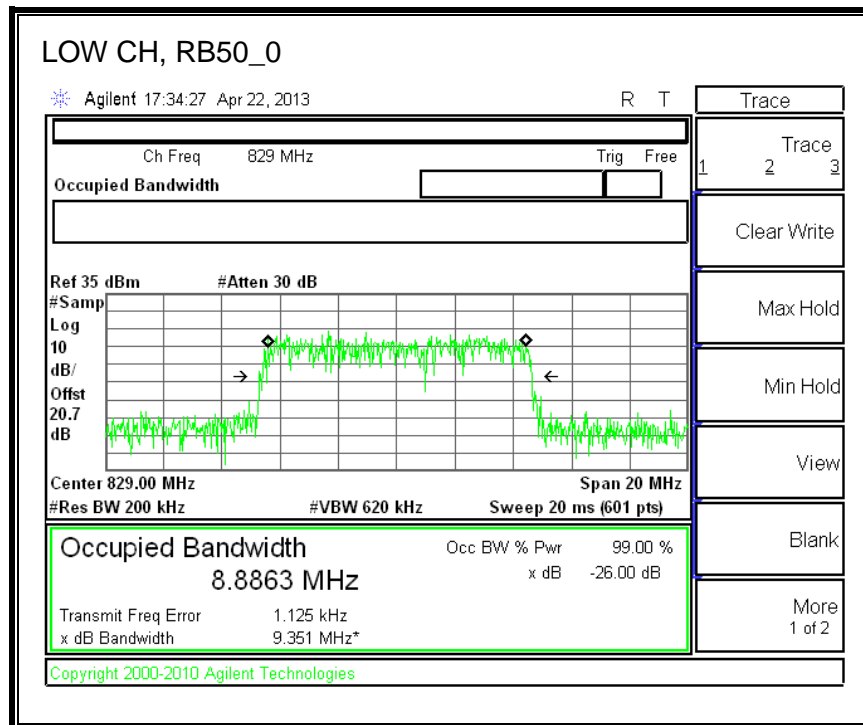 LOW CH, RB50_0
Agilent 17:34:27 Apr 22, 2013 R T
Trace
Ch Freq 829 MHz Trig Free
Occupied Bandwidth
Trace
1 2 3
Clear Write
Max Hold
Min Hold
View
Blank
More
1 of 2
Ref 35 dBm #Atten 30 dB
#Samp
Log
10
dB/
Offst
20.7
dB
Center 829.00 MHz Span 20 MHz
#Res BW 200 kHz #VBW 620 kHz Sweep 20 ms (601 pts)
Occupied Bandwidth Occ BW % Pwr 99.00 %
8.8863 MHz x dB -26.00 dB
Transmit Freq Error 1.125 kHz
x dB Bandwidth 9.351 MHz*
Copyright 2000-2010 Agilent Technologies